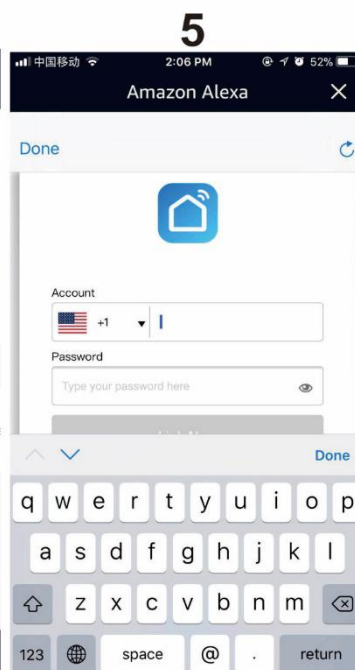 5
中国移动 2:06 PM 52%
Amazon Alexa
Done
Account
+1
Password
Type your password here
Done
q w e r t y u i o p
a s d f g h j k l
z x c v b n m
123 space @ . return